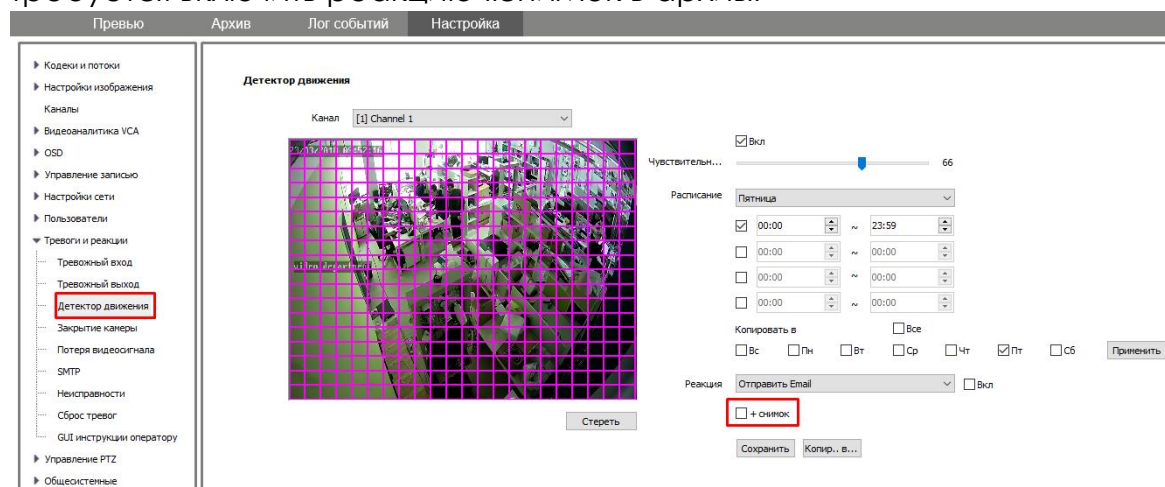 требуется включить реакцию «снимок в архив»
Превью Архив Лог событий Настройка
Кодеки и потоки
Настройки изображения
Каналы
Видеоаналитика VCA
OSD
Управление записью
Настройки сети
Пользователи
Тревоги и реакции
Тревожный вход
Тревожный выход
Детектор движения
Закрытие камеры
Потеря видеосигнала
SMTP
Неисправности
Сброс тревог
GUI инструкции оператору
Управление PTZ
Общесистемные
Детектор движения
Канал [1] Channel 1
Стереть
Вкл
Чувствительн... 66
Расписание Пятница
00:00 ~ 23:59
00:00 ~ 00:00
00:00 ~ 00:00
00:00 ~ 00:00
Копировать в Все
Вс Пн Вт Ср Чт Пт Сб Применить
Реакция Отправить Email Вкл
+ снимок
Сохранить Копир.. в...